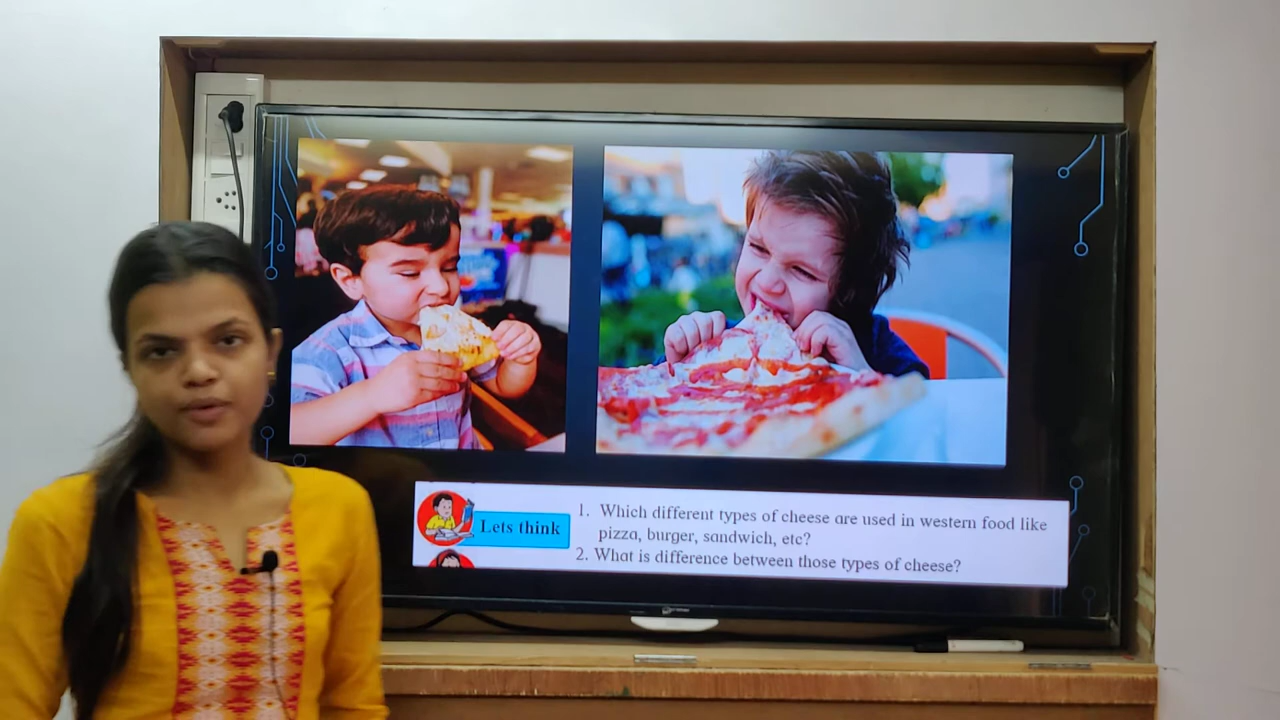 Lets think
1. Which different types of cheese are used in western food like
pizza, burger, sandwich, etc?
2. What is difference between those types of cheese?